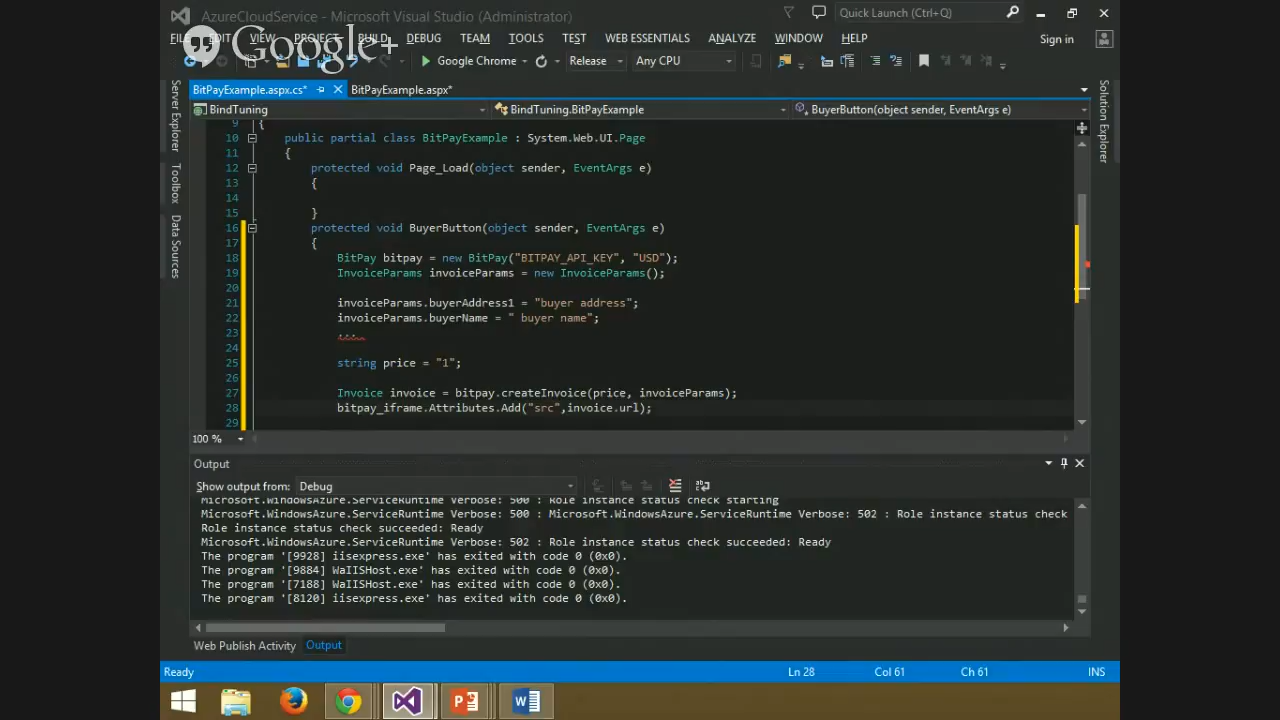 AzureCloudService - Microsoft Visual Studio (Administrator)
Quick Launch (Ctrl+Q)
FILE EDIT VIEW PROJECT BUILD DEBUG TEAM TOOLS TEST WEB ESSENTIALS ANALYZE WINDOW HELP
Sign in
Google+
Google Chrome Release Any CPU
BitPayExample.aspx.cs* BitPayExample.aspx*
BindTuning BindTuning.BitPayExample BuyerButton(object sender, EventArgs e)
Server Explorer
Toolbox
Data Sources
Solution Explorer
9 {
10 public partial class BitPayExample : System.Web.UI.Page
11 {
12 protected void Page_Load(object sender, EventArgs e)
13 {
14
15 }
16 protected void BuyerButton(object sender, EventArgs e)
17 {
18 BitPay bitpay = new BitPay("BITPAY_API_KEY", "USD");
19 InvoiceParams invoiceParams = new InvoiceParams();
20
21 invoiceParams.buyerAddress1 = "buyer address";
22 invoiceParams.buyerName = " buyer name";
23 ....
24
25 string price = "1";
26
27 Invoice invoice = bitpay.createInvoice(price, invoiceParams);
28 bitpay_iframe.Attributes.Add("src",invoice.url);
29
100 %
Output
Show output from: Debug
Microsoft.WindowsAzure.ServiceRuntime Verbose: 500 : Role instance status check starting
Microsoft.WindowsAzure.ServiceRuntime Verbose: 500 : Microsoft.WindowsAzure.ServiceRuntime Verbose: 502 : Role instance status check
Role instance status check succeeded: Ready
Microsoft.WindowsAzure.ServiceRuntime Verbose: 502 : Role instance status check succeeded: Ready
The program '[9928] iisexpress.exe' has exited with code 0 (0x0).
The program '[9884] WaIISHost.exe' has exited with code 0 (0x0).
The program '[7188] WaIISHost.exe' has exited with code 0 (0x0).
The program '[8120] iisexpress.exe' has exited with code 0 (0x0).
Web Publish Activity Output
Ready Ln 28 Col 61 Ch 61 INS